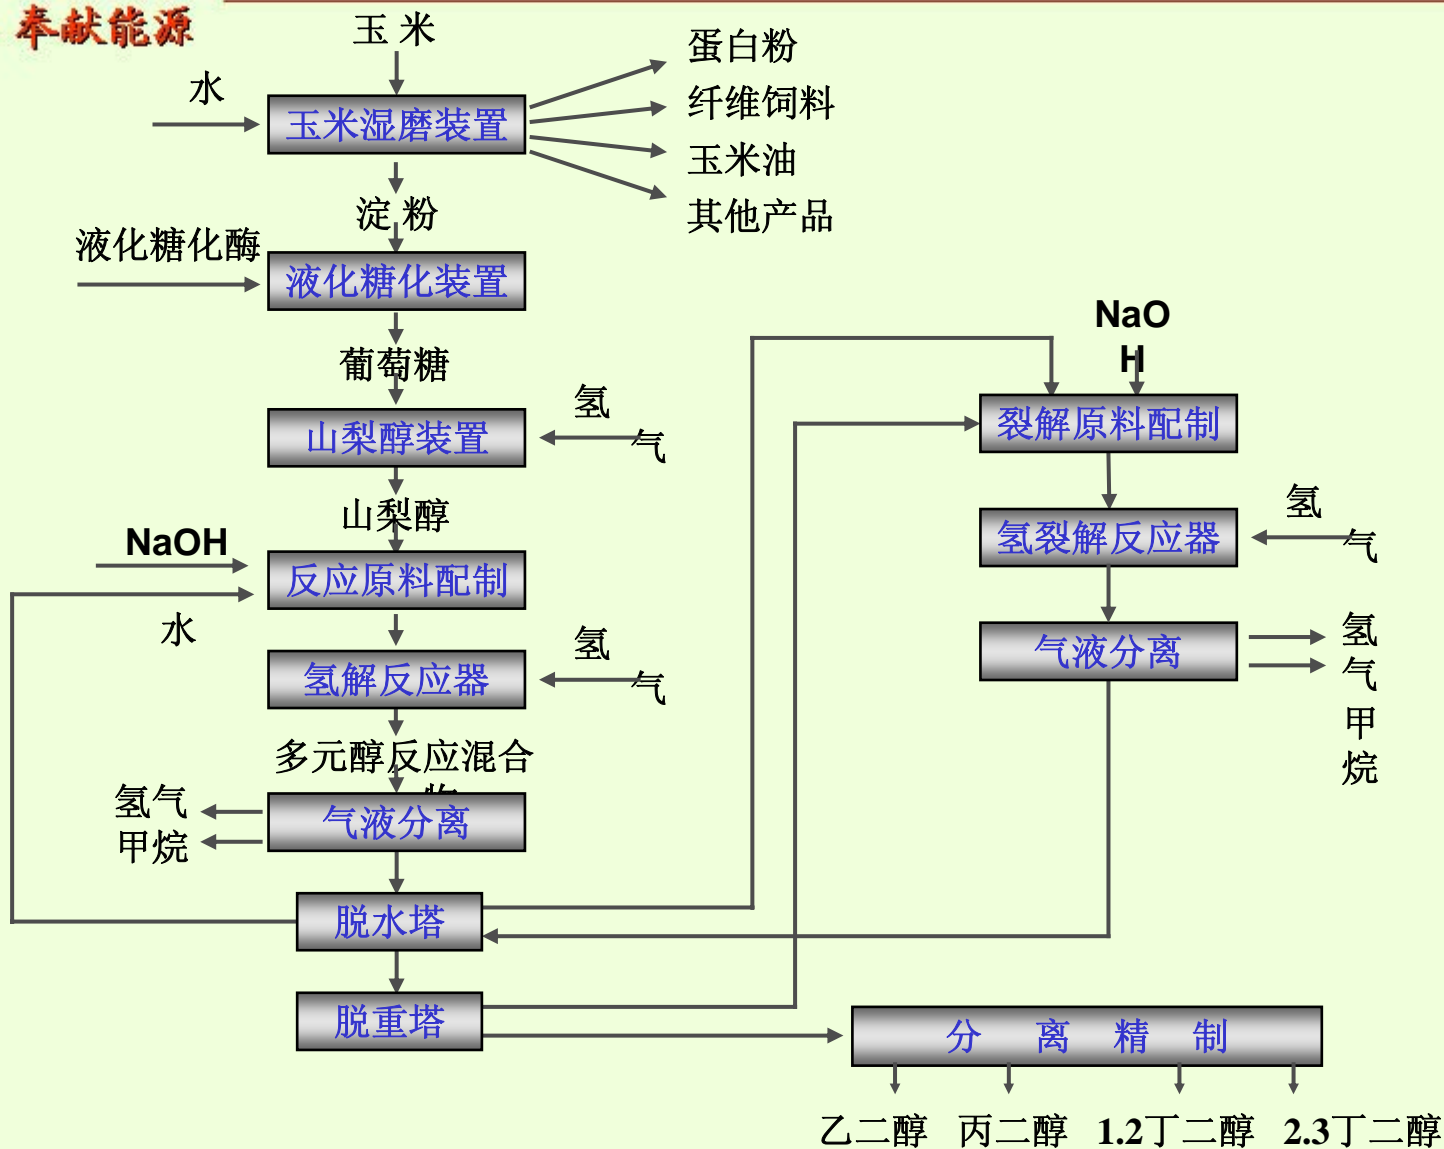 奉献能源
玉 米
水
玉米湿磨装置
蛋白粉
纤维饲料
玉米油
其他产品
淀 粉
液化糖化酶
液化糖化装置
葡萄糖
氢
气
山梨醇装置
山梨醇
NaOH
水
反应原料配制
氢
气
氢解反应器
多元醇反应混合
物
氢气
甲烷
气液分离
脱水塔
脱重塔
NaO
H
裂解原料配制
氢
气
氢裂解反应器
气液分离
氢
气
甲
烷
分 离 精 制
乙二醇 丙二醇 1.2丁二醇 2.3丁二醇